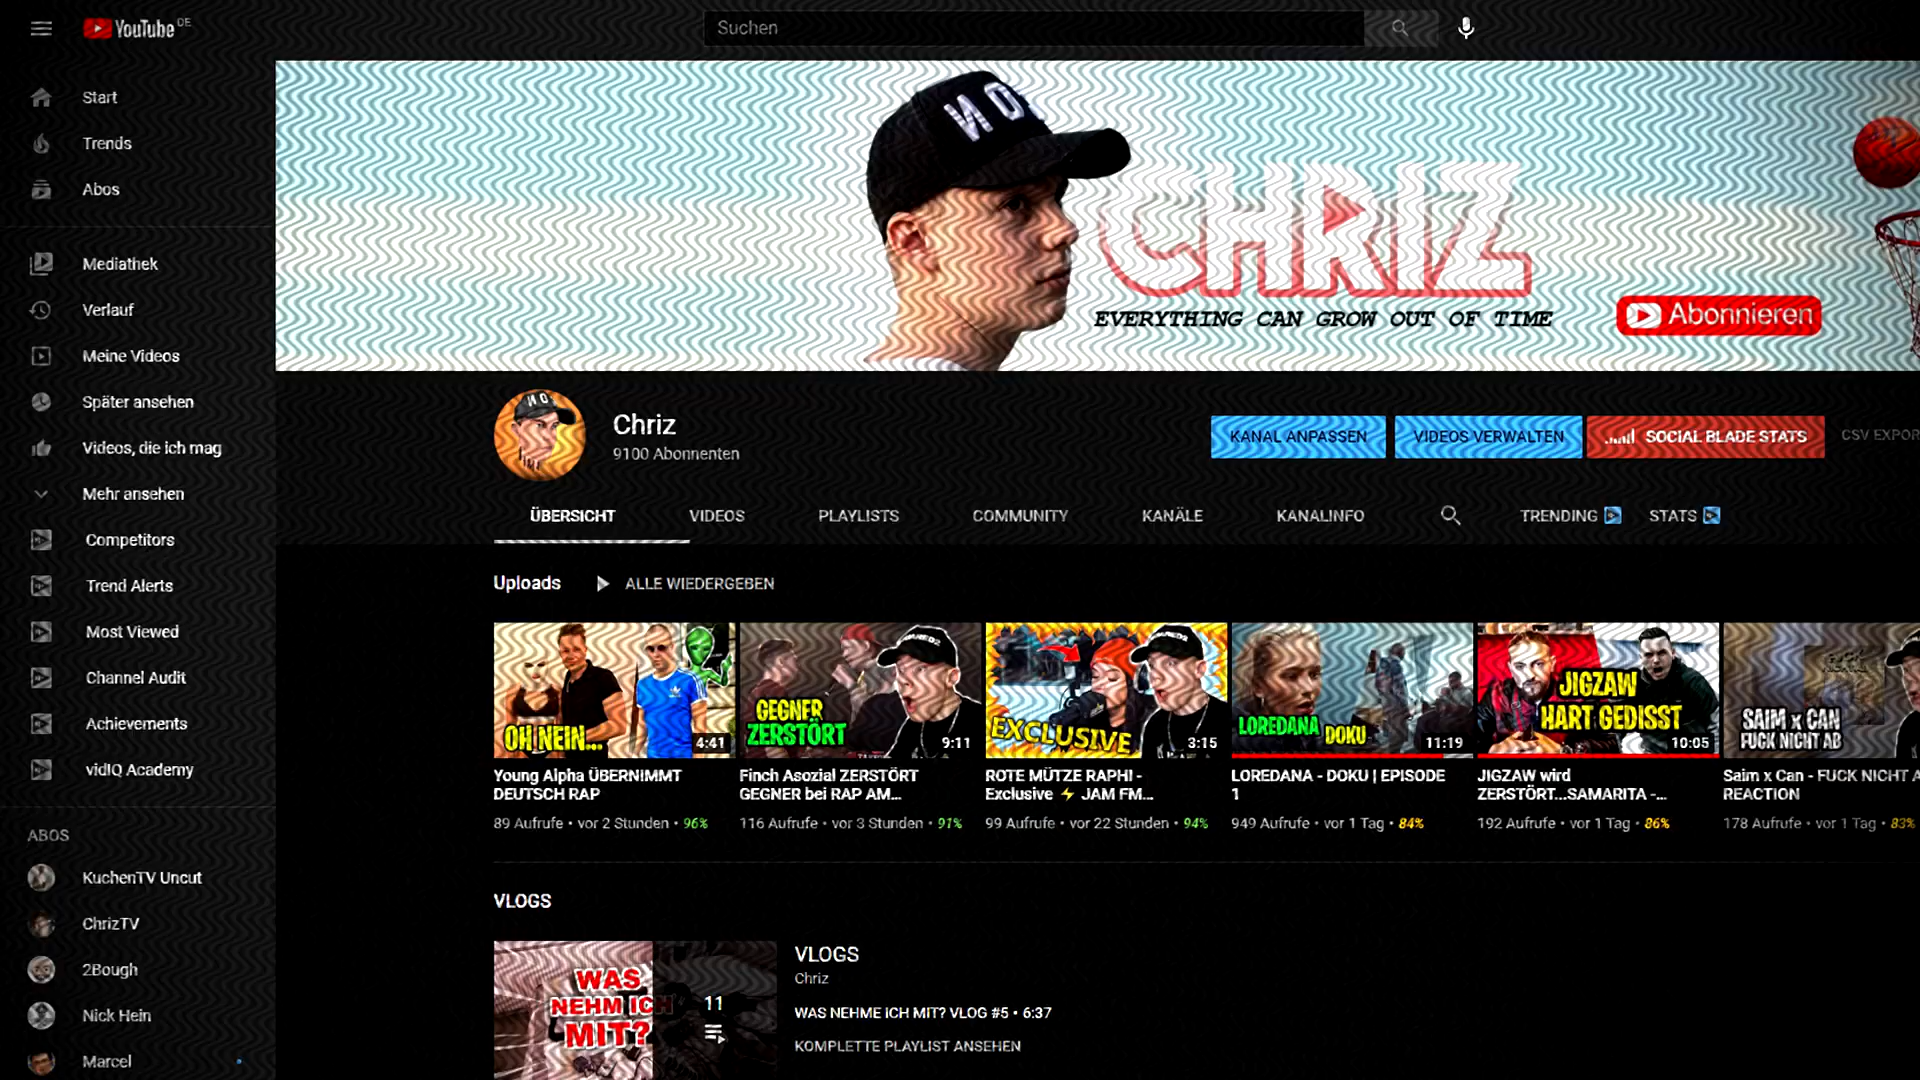 YouTube DE
Suchen
Start
Trends
Abos
Mediathek
Verlauf
Meine Videos
Später ansehen
Videos, die ich mag
Mehr ansehen
Competitors
Trend Alerts
Most Viewed
Channel Audit
Achievements
vidIQ Academy
ABOS
KuchenTV Uncut
ChrizTV
2Bough
Nick Hein
Marcel
CHRIZ
EVERYTHING CAN GROW OUT OF TIME
Abonnieren
Chriz
9100 Abonnenten
KANAL ANPASSEN
VIDEOS VERWALTEN
SOCIAL BLADE STATS
CSV EXPOR
ÜBERSICHT
VIDEOS
PLAYLISTS
COMMUNITY
KANÄLE
KANALINFO
TRENDING
STATS
Uploads
ALLE WIEDERGEBEN
OH NEIN...
4:41
Young Alpha ÜBERNIMMT
DEUTSCH RAP
89 Aufrufe • vor 2 Stunden • 96%
GEGNER
ZERSTÖRT
9:11
Finch Asozial ZERSTÖRT
GEGNER bei RAP AM...
116 Aufrufe • vor 3 Stunden • 91%
EXCLUSIVE
3:15
ROTE MÜTZE RAPHI -
Exclusive ⚡ JAM FM...
99 Aufrufe • vor 22 Stunden • 94%
LOREDANA DOKU
11:19
LOREDANA - DOKU | EPISODE
1
949 Aufrufe • vor 1 Tag • 84%
JIGZAW
HART GEDISST
10:05
JIGZAW wird
ZERSTÖRT...SAMARITA -...
192 Aufrufe • vor 1 Tag • 86%
SAIM x CAN
FUCK NICHT AB
Saim x Can - FUCK NICHT A
REACTION
178 Aufrufe • vor 1 Tag • 83%
VLOGS
WAS
NEHM ICH
MIT?
11
VLOGS
Chriz
WAS NEHME ICH MIT? VLOG #5 • 6:37
KOMPLETTE PLAYLIST ANSEHEN